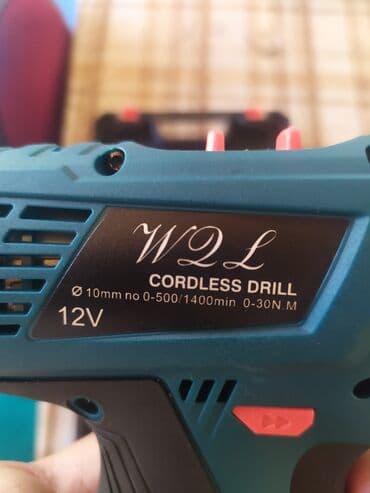 WQL
CORDLESS DRILL
Ø 10mm no 0-500/1400min 0-30N.M
12V